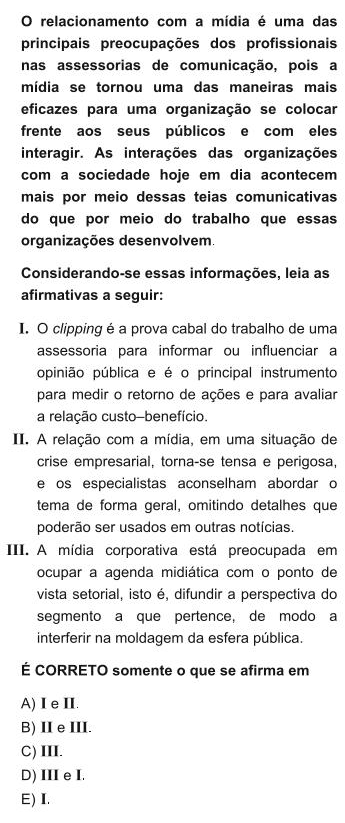 O relacionamento com a mídia é uma das
principais preocupações dos profissionais
nas assessorias de comunicação, pois a
mídia se tornou uma das maneiras mais
eficazes para uma organização se colocar
frente aos seus públicos e com eles
interagir. As interações das organizações
com a sociedade hoje em dia acontecem
mais por meio dessas teias comunicativas
do que por meio do trabalho que essas
organizações desenvolvem.
Considerando-se essas informações, leia as
afirmativas a seguir:
I. O clipping é a prova cabal do trabalho de uma
assessoria para informar ou influenciar a
opinião pública e é o principal instrumento
para medir o retorno de ações e para avaliar
a relação custo–benefício.
II. A relação com a mídia, em uma situação de
crise empresarial, torna-se tensa e perigosa,
e os especialistas aconselham abordar o
tema de forma geral, omitindo detalhes que
poderão ser usados em outras notícias.
III. A mídia corporativa está preocupada em
ocupar a agenda midiática com o ponto de
vista setorial, isto é, difundir a perspectiva do
segmento a que pertence, de modo a
interferir na moldagem da esfera pública.
É CORRETO somente o que se afirma em
A) I e II.
B) II e III.
C) III.
D) III e I.
E) I.